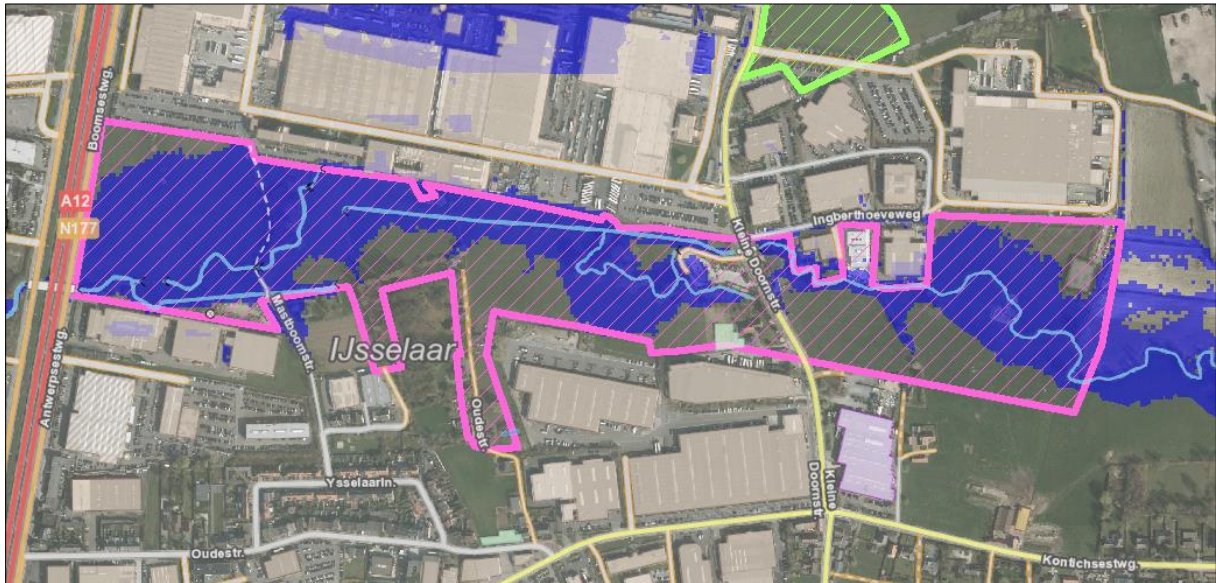 Boomsestwg.
A12
N177
Ingberthoeveweg
Kleine Doornstr.
Mastboomstr.
IJsselaar
Antwerpsestwg.
Oudestr.
Ysselaarln.
Kleine
Doornstr
Oudestr.
Kontichsestwg.